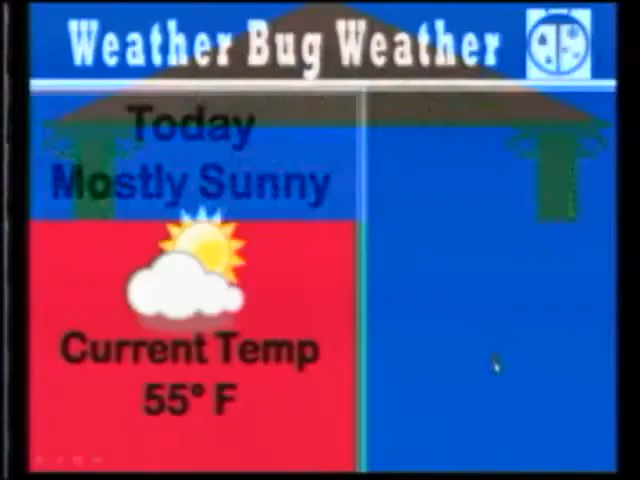 Weather Bug Weather
Today
Mostly Sunny
Current Temp
55° F